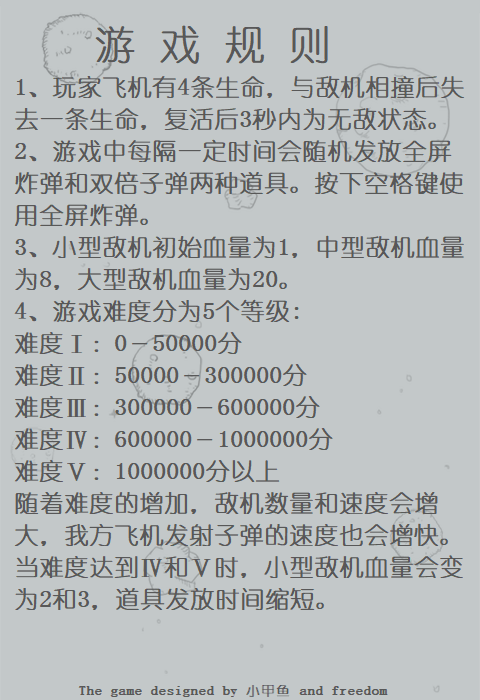 游戏规则
1、玩家飞机有4条生命，与敌机相撞后失
去一条生命，复活后3秒内为无敌状态。
2、游戏中每隔一定时间会随机发放全屏
炸弹和双倍子弹两种道具。按下空格键使
用全屏炸弹。
3、小型敌机初始血量为1，中型敌机血量
为8，大型敌机血量为20。
4、游戏难度分为5个等级：
难度Ⅰ：0－50000分
难度Ⅱ：50000－300000分
难度Ⅲ：300000－600000分
难度Ⅳ：600000－1000000分
难度Ⅴ：1000000分以上
随着难度的增加，敌机数量和速度会增
大，我方飞机发射子弹的速度也会增快。
当难度达到Ⅳ和Ⅴ时，小型敌机血量会变
为2和3，道具发放时间缩短。
The game designed by 小甲鱼 and freedom